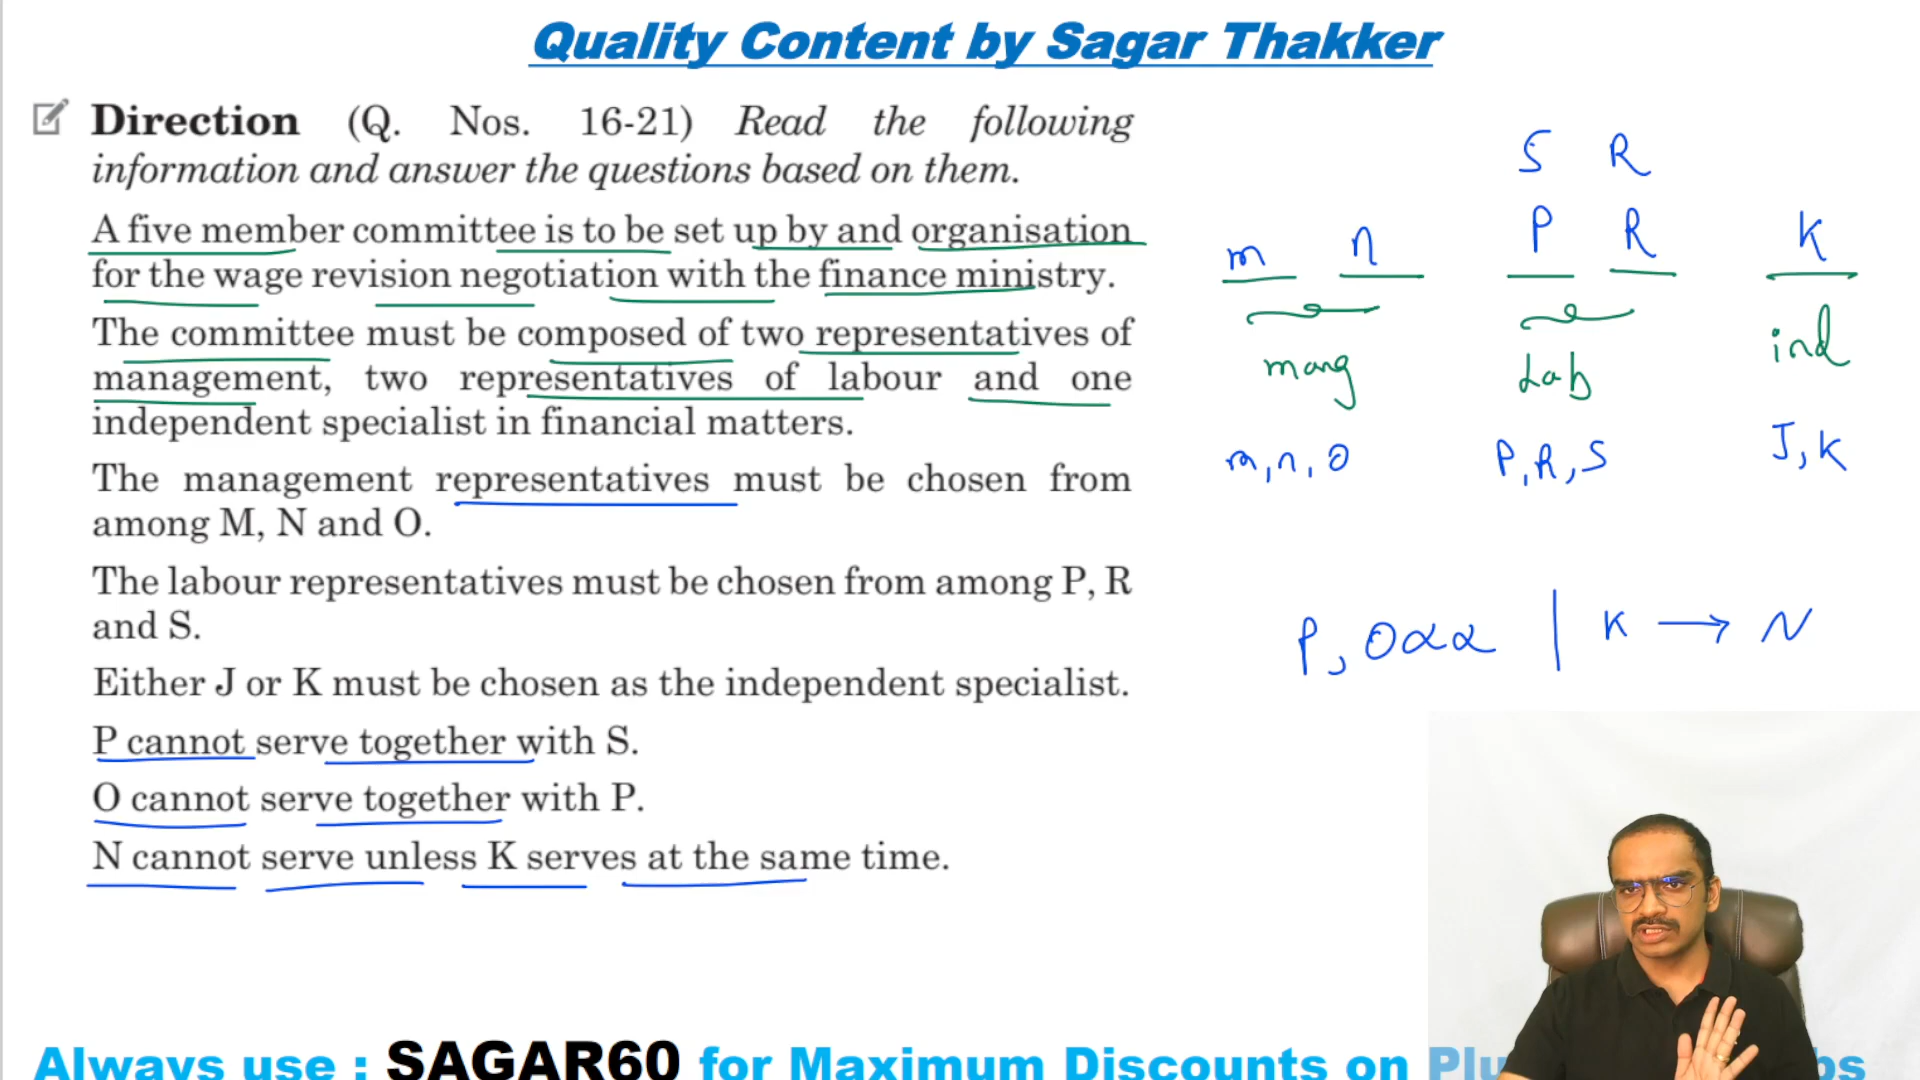 Quality Content by Sagar Thakker
Direction (Q. Nos. 16-21) Read the following
information and answer the questions based on them.
A five member committee is to be set up by and organisation
for the wage revision negotiation with the finance ministry.
The committee must be composed of two representatives of
management, two representatives of labour and one
independent specialist in financial matters.
The management representatives must be chosen from
among M, N and O.
The labour representatives must be chosen from among P, R
and S.
Either J or K must be chosen as the independent specialist.
P cannot serve together with S.
O cannot serve together with P.
N cannot serve unless K serves at the same time.
S R
m n P R K
mang Lab ind
m, n, O P, R, S J, K
P, O | K → N
Always use : SAGAR60 for Maximum Discounts on